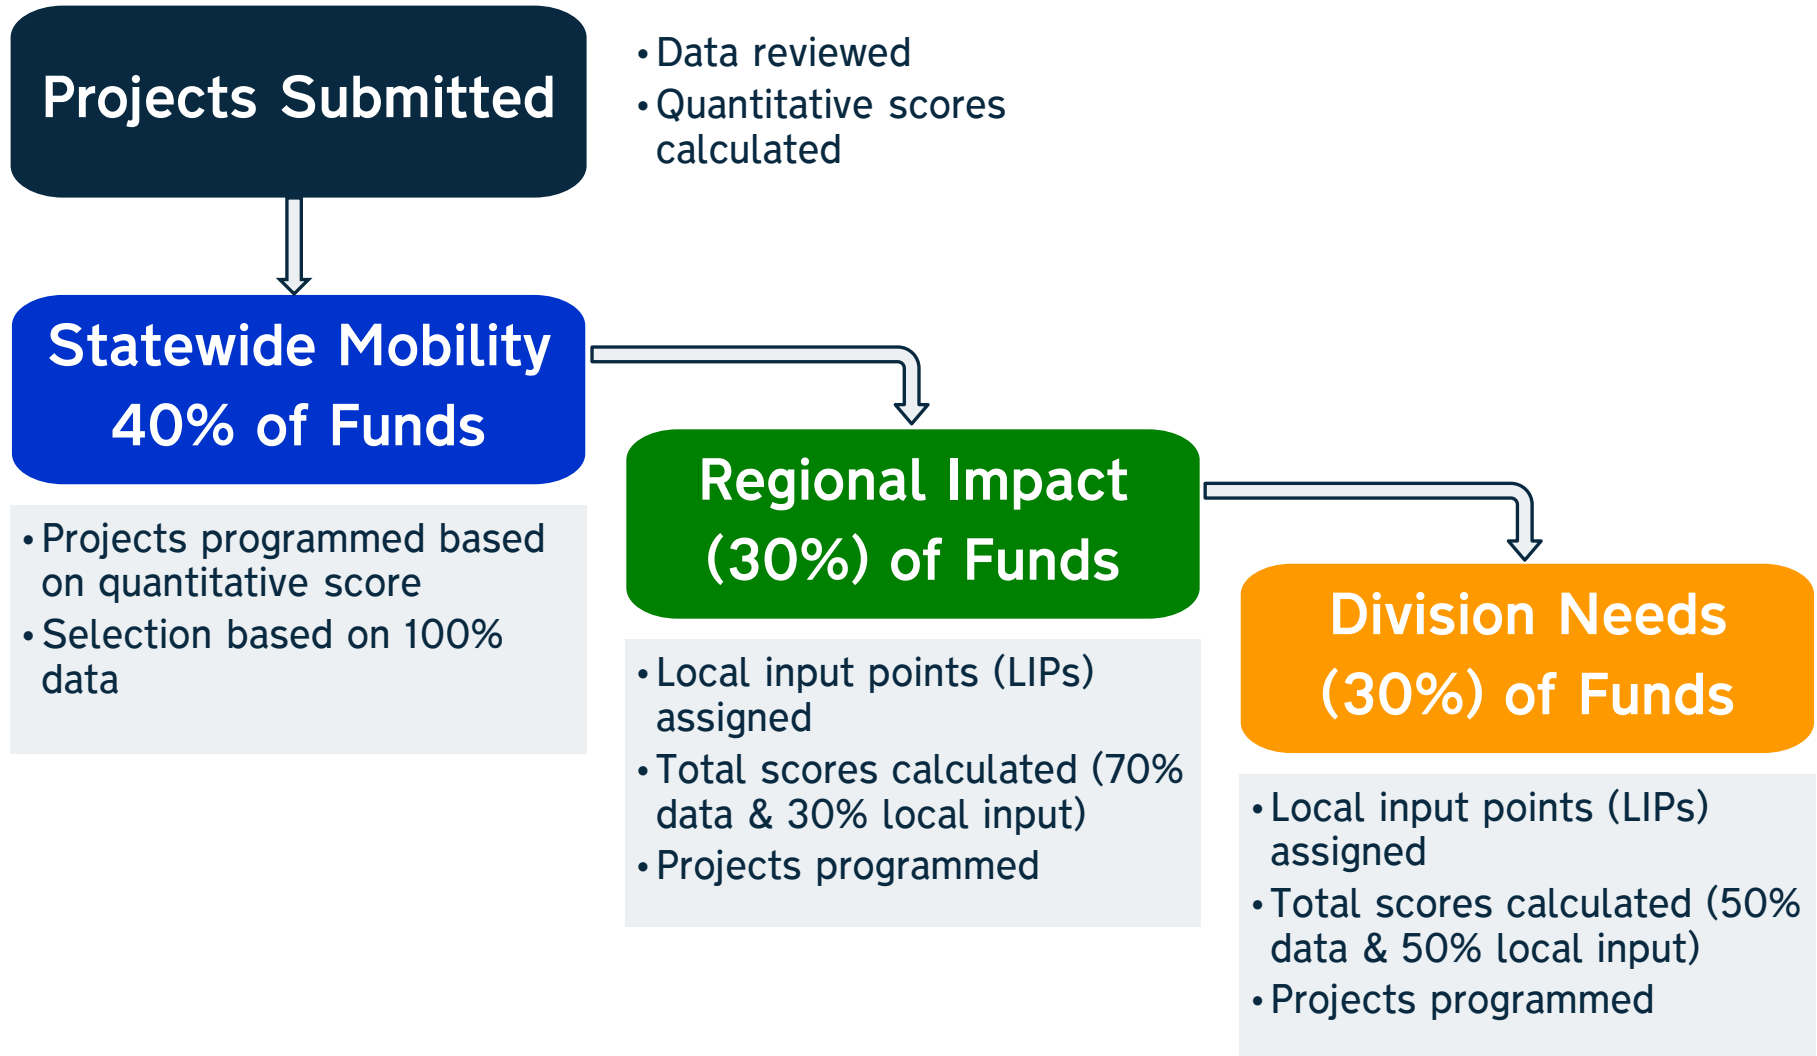 Projects Submitted
• Data reviewed
• Quantitative scores
calculated
Statewide Mobility
40% of Funds
• Projects programmed based
on quantitative score
• Selection based on 100%
data
Regional Impact
(30%) of Funds
• Local input points (LIPs)
assigned
• Total scores calculated (70%
data & 30% local input)
• Projects programmed
Division Needs
(30%) of Funds
• Local input points (LIPs)
assigned
• Total scores calculated (50%
data & 50% local input)
• Projects programmed